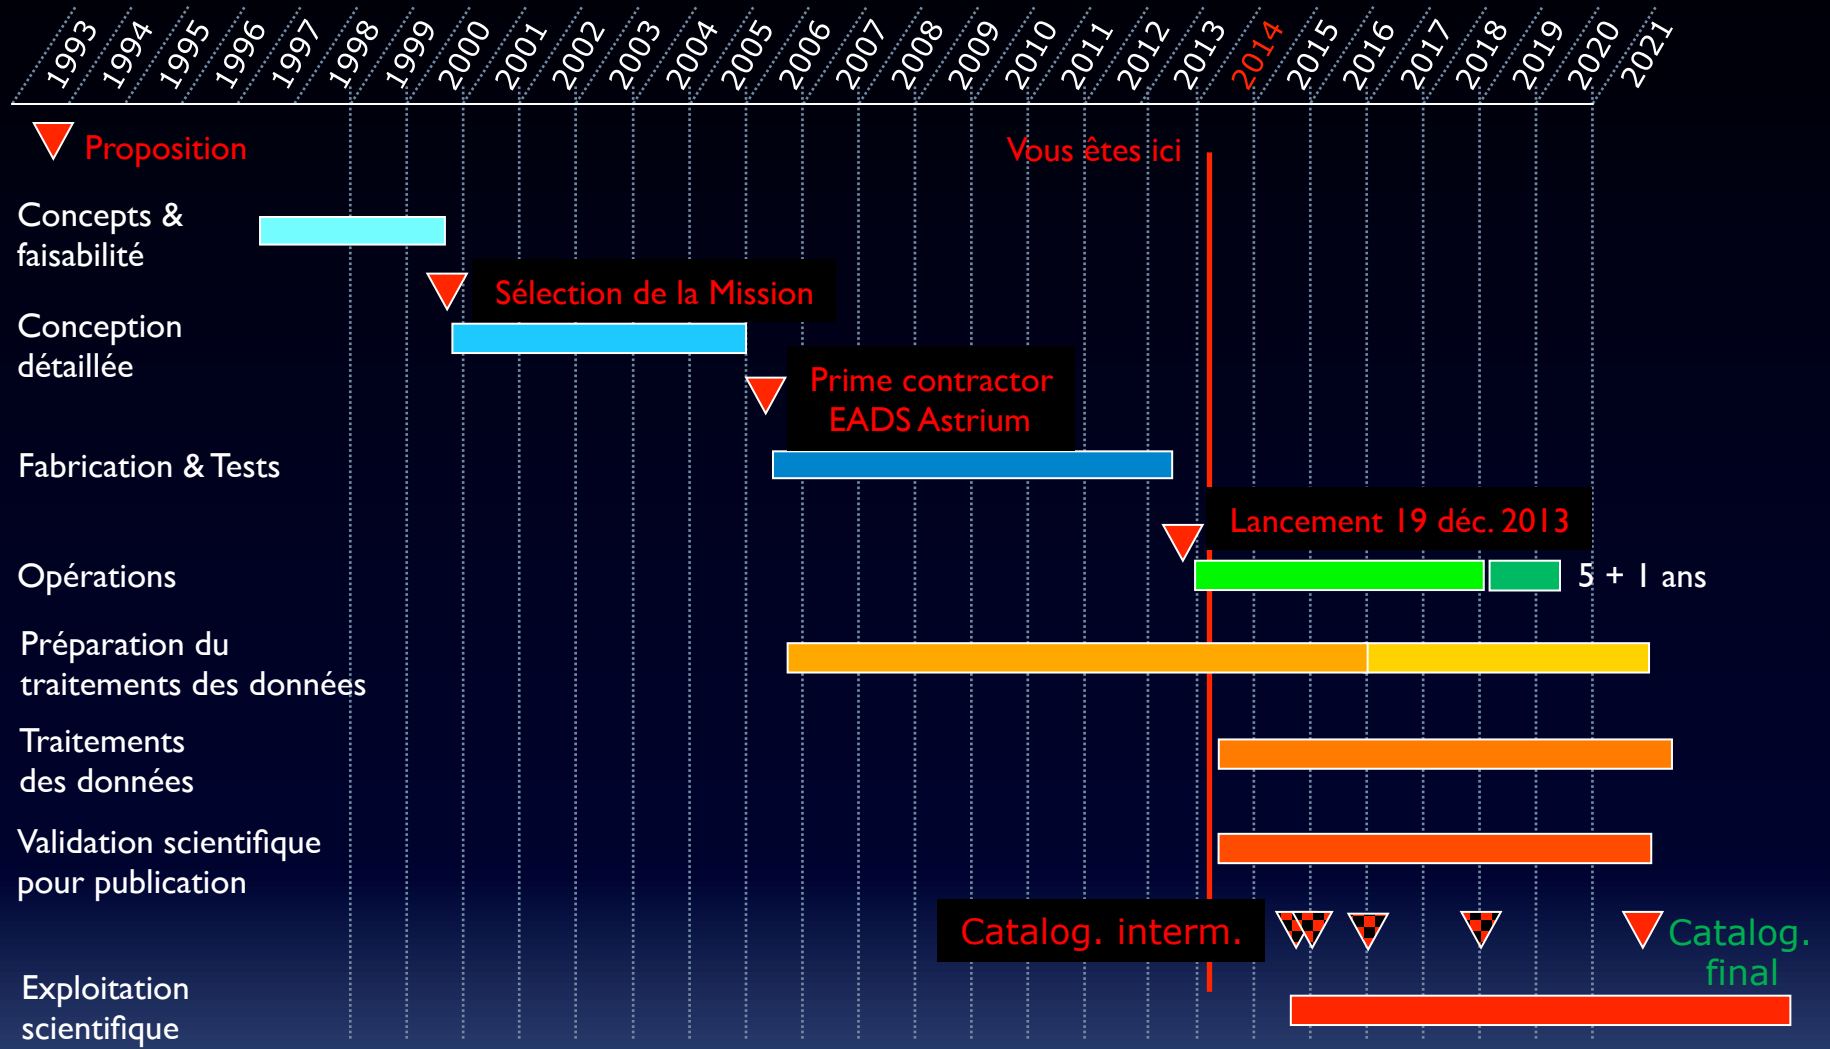 1993 1994 1995 1996 1997 1998 1999 2000 2001 2002 2003 2004 2005 2006 2007 2008 2009 2010 2011 2012 2013 2014 2015 2016 2017 2018 2019 2020 2021
Proposition
Vous êtes ici
Concepts &
faisabilité
Sélection de la Mission
Conception
détaillée
Prime contractor
EADS Astrium
Fabrication & Tests
Lancement 19 déc. 2013
Opérations
5 + 1 ans
Préparation du
traitements des données
Traitements
des données
Validation scientifique
pour publication
Catalog. interm.
Catalog.
final
Exploitation
scientifique